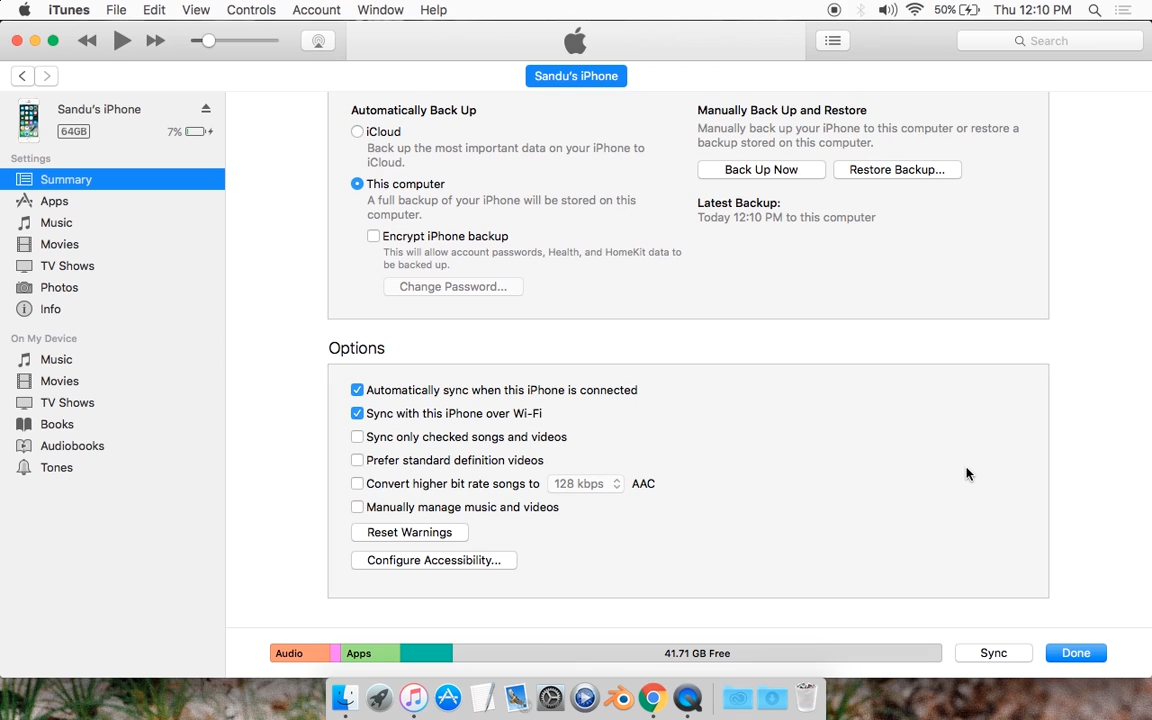 iTunes File Edit View Controls Account Window Help 50% Thu 12:10 PM
Search
Sandu's iPhone
Sandu's iPhone
64GB 7%
Settings
Summary
Apps
Music
Movies
TV Shows
Photos
Info
On My Device
Music
Movies
TV Shows
Books
Audiobooks
Tones
Automatically Back Up
iCloud
Back up the most important data on your iPhone to
iCloud.
This computer
A full backup of your iPhone will be stored on this
computer.
Encrypt iPhone backup
This will allow account passwords, Health, and HomeKit data to
be backed up.
Change Password...
Manually Back Up and Restore
Manually back up your iPhone to this computer or restore a
backup stored on this computer.
Back Up Now Restore Backup...
Latest Backup:
Today 12:10 PM to this computer
Options
Automatically sync when this iPhone is connected
Sync with this iPhone over Wi-Fi
Sync only checked songs and videos
Prefer standard definition videos
Convert higher bit rate songs to 128 kbps AAC
Manually manage music and videos
Reset Warnings
Configure Accessibility...
Audio Apps 41.71 GB Free Sync Done